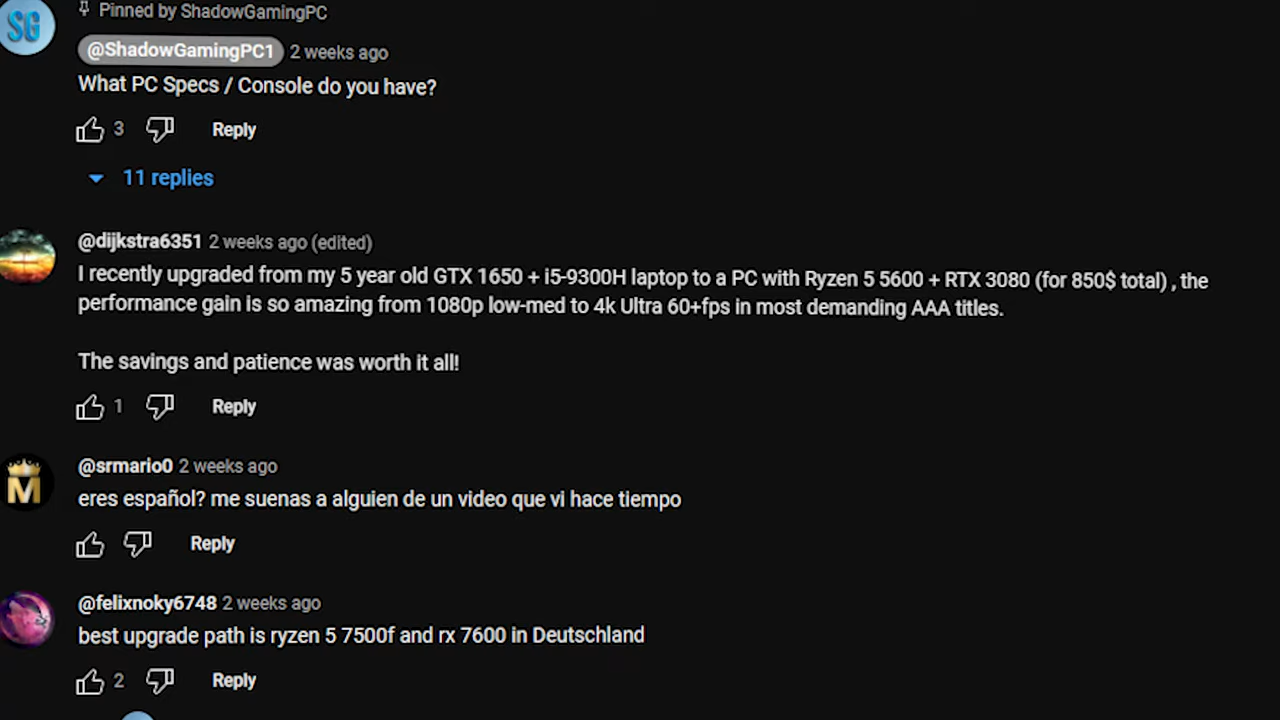 SG
Pinned by ShadowGamingPC
@ShadowGamingPC1 2 weeks ago
What PC Specs / Console do you have?
3 Reply
11 replies
@dijkstra6351 2 weeks ago (edited)
I recently upgraded from my 5 year old GTX 1650 + i5-9300H laptop to a PC with Ryzen 5 5600 + RTX 3080 (for 850$ total) , the
performance gain is so amazing from 1080p low-med to 4k Ultra 60+fps in most demanding AAA titles.
The savings and patience was worth it all!
1 Reply
@srmario0 2 weeks ago
M
eres español? me suenas a alguien de un video que vi hace tiempo
Reply
@felixnoky6748 2 weeks ago
best upgrade path is ryzen 5 7500f and rx 7600 in Deutschland
2 Reply